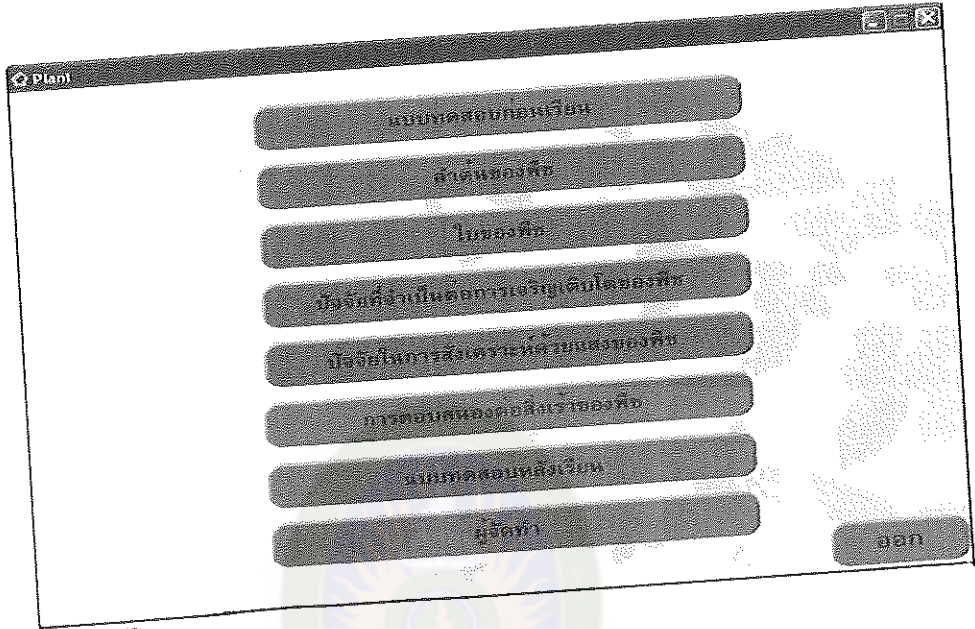 Plant
แบบทดสอบก่อนเรียน
ลำต้นของพืช
ใบของพืช
ปัจจัยที่จำเป็นต่อการเจริญเติบโตของพืช
ปัจจัยในการสังเคราะห์ด้วยแสงของพืช
การตอบสนองต่อสิ่งเร้าของพืช
แบบทดสอบหลังเรียน
ผู้จัดทำ
ออก